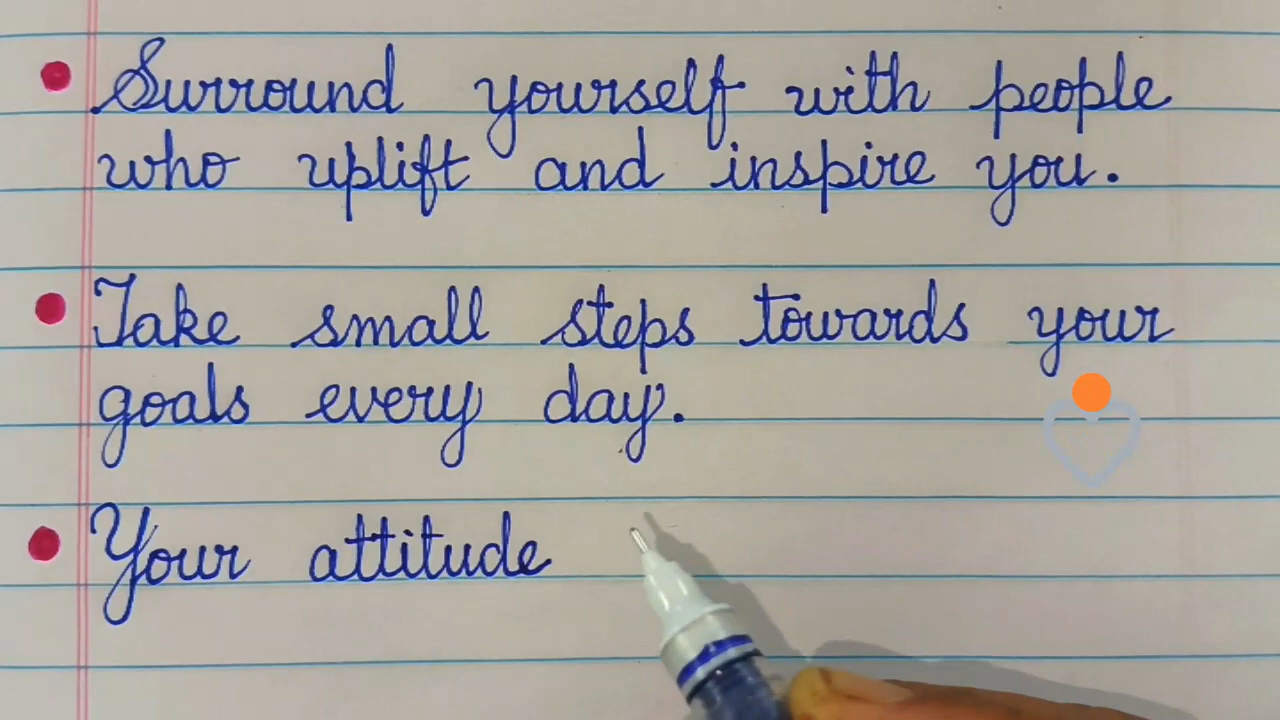 Surround yourself with people
who uplift and inspire you.
Take small steps towards your
goals every day.
Your attitude